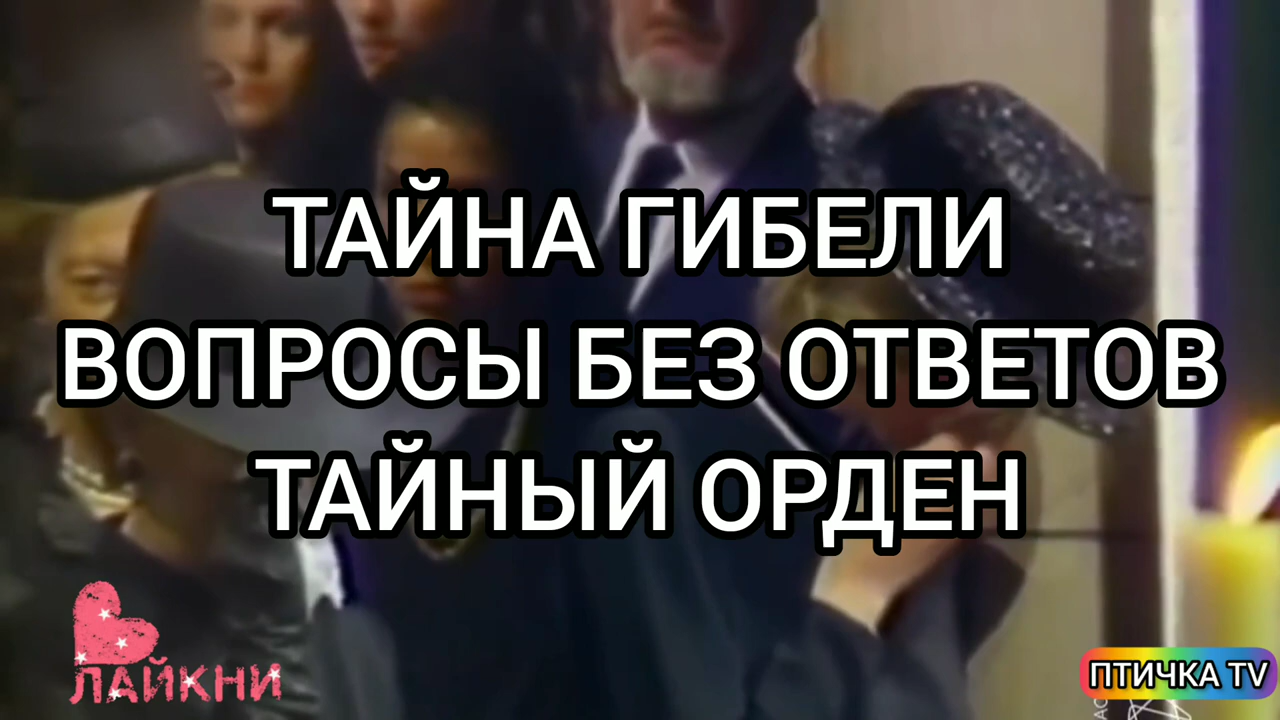 ТАЙНА ГИБЕЛИ
ВОПРОСЫ БЕЗ ОТВЕТОВ
ТАЙНЫЙ ОРДЕН
ЛАЙКНИ
ПТИЧКА TV